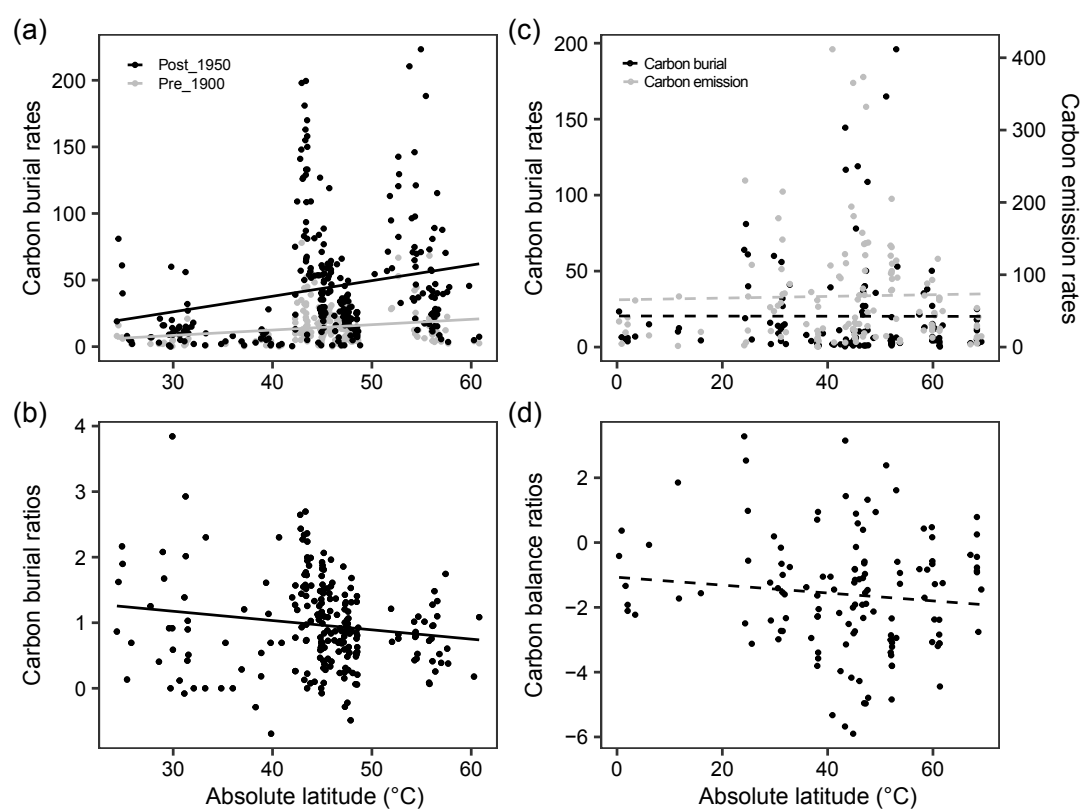 (a)
Carbon burial rates
200
150
100
50
0
Post_1950
Pre_1900
30
40
50
60
(c)
Carbon burial rates
200
150
100
50
0
Carbon burial
Carbon emission
400
300
200
100
0
Carbon emission rates
0
20
40
60
(b)
Carbon burial ratios
4
3
2
1
0
30
40
50
60
Absolute latitude (°C)
(d)
Carbon balance ratios
2
0
−2
−4
−6
0
20
40
60
Absolute latitude (°C)